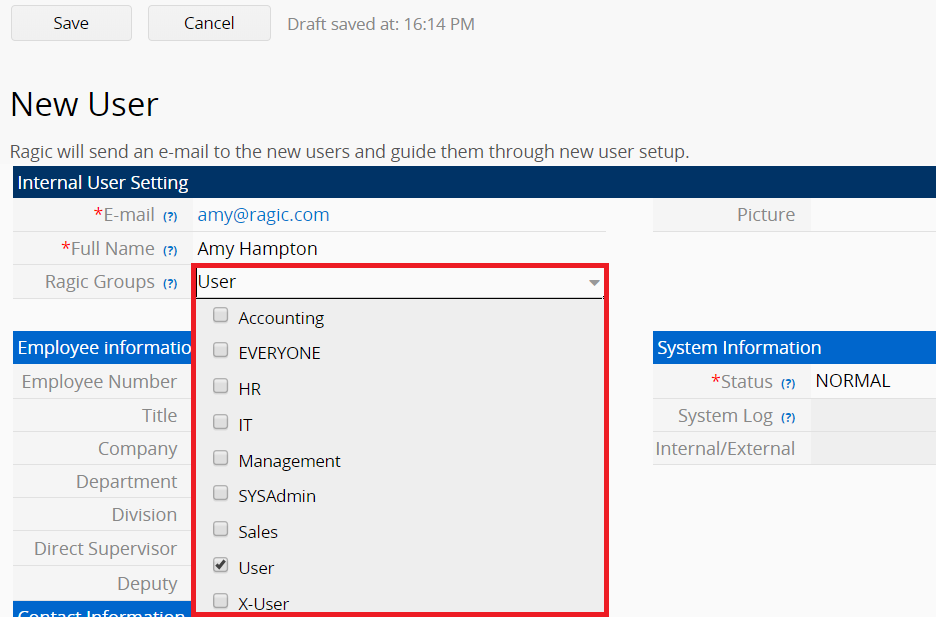 Save Cancel Draft saved at: 16:14 PM
New User
Ragic will send an e-mail to the new users and guide them through new user setup.
Internal User Setting
*E-mail (?) amy@ragic.com Picture
*Full Name (?) Amy Hampton
Ragic Groups (?) User
Accounting
Employee informatio System Information
EVERYONE
Employee Number *Status (?) NORMAL
HR
Title System Log (?)
IT
Company Internal/External
Management
Department
SYSAdmin
Division
Sales
Direct Supervisor
User
Deputy
X-User
Contact Information